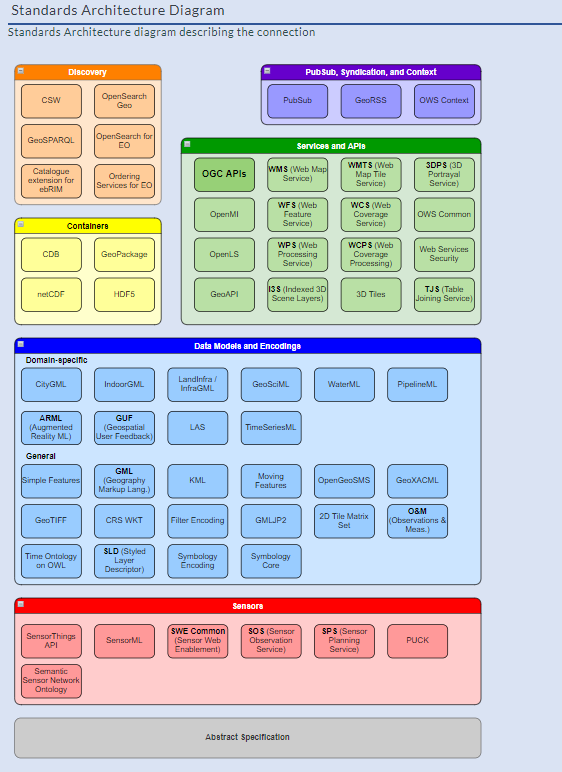 Standards Architecture Diagram
Standards Architecture diagram describing the connection
Discovery
CSW
OpenSearch
Geo
GeoSPARQL
OpenSearch for
EO
Catalogue
extension for
ebRIM
Ordering
Services for EO
PubSub, Syndication, and Context
PubSub
GeoRSS
OWS Context
Containers
CDB
GeoPackage
netCDF
HDF5
Services and APIs
OGC APIs
WMS (Web Map
Service)
WMTS (Web
Map Tile
Service)
3DPS (3D
Portrayal
Service)
OpenMI
WFS (Web
Feature
Service)
WCS (Web
Coverage
Service)
OWS Common
OpenLS
WPS (Web
Processing
Service)
WCPS (Web
Coverage
Processing)
Web Services
Security
GeoAPI
I3S (Indexed 3D
Scene Layers)
3D Tiles
TJS (Table
Joining Service)
Data Models and Encodings
Domain-specific
CityGML
IndoorGML
LandInfra /
InfraGML
GeoSciML
WaterML
PipelineML
ARML
(Augmented
Reality ML)
GUF
(Geospatial
User Feedback)
LAS
TimeSeriesML
General
Simple Features
GML
(Geography
Markup Lang.)
KML
Moving
Features
OpenGeoSMS
GeoXACML
GeoTIFF
CRS WKT
Filter Encoding
GMLJP2
2D Tile Matrix
Set
O&M
(Observations &
Meas.)
Time Ontology
on OWL
SLD (Styled
Layer
Descriptor)
Symbology
Encoding
Symbology
Core
Sensors
SensorThings
API
SensorML
SWE Common
(Sensor Web
Enablement)
SOS (Sensor
Observation
Service)
SPS (Sensor
Planning
Service)
PUCK
Semantic
Sensor Network
Ontology
Abstract Specification